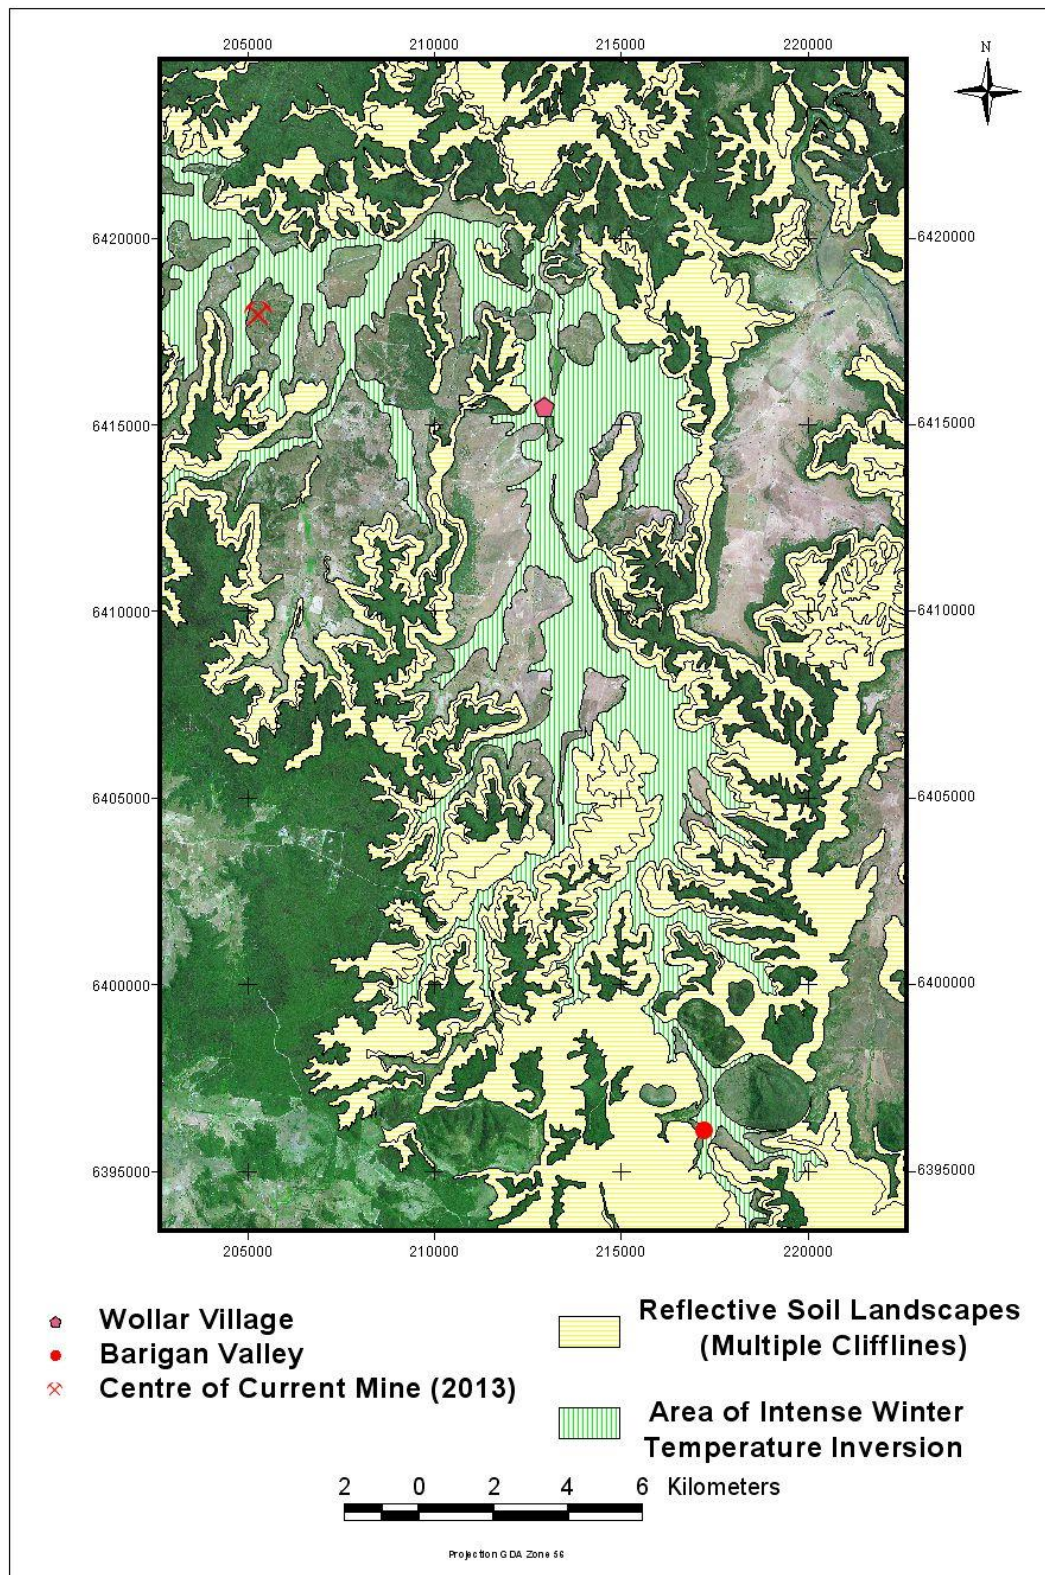 205000 210000 215000 220000
N
6420000 6420000
6415000 6415000
6410000 6410000
6405000 6405000
6400000 6400000
6395000 6395000
205000 210000 215000 220000
Wollar Village
Barigan Valley
Centre of Current Mine (2013)
Reflective Soil Landscapes
(Multiple Clifflines)
Area of Intense Winter
Temperature Inversion
2 0 2 4 6 Kilometers
Projection GDA Zone 56